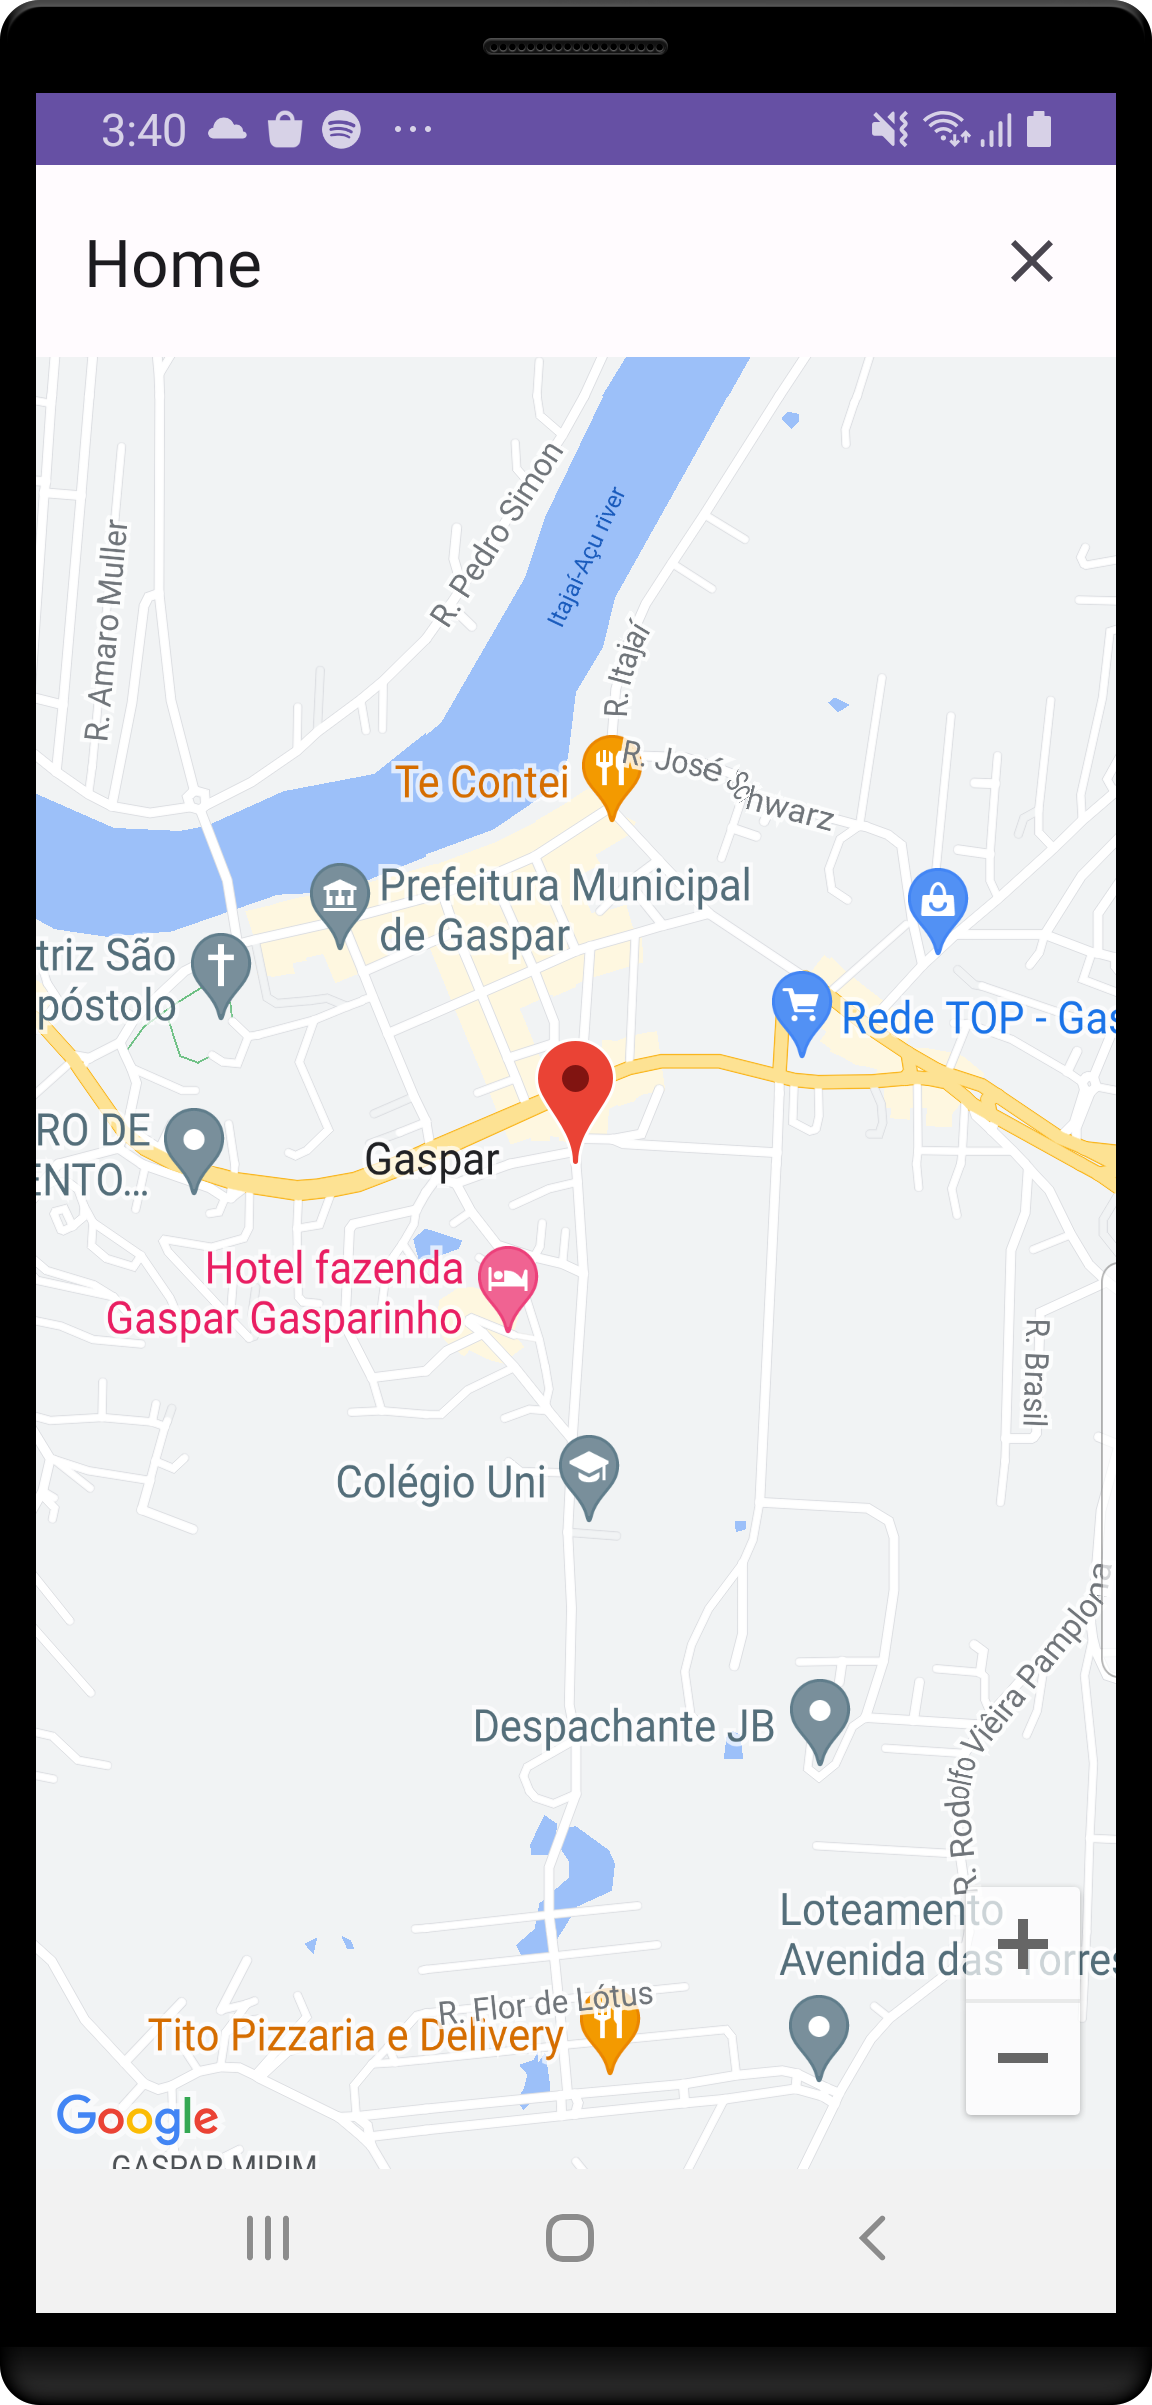 3:40
Home
R. Pedro Simon
Itajaí-Açu river
R. Amaro Muller
R. Itajaí
R. José Schwarz
Te Contei
Prefeitura Municipal
de Gaspar
triz São
póstolo
Rede TOP - Gas
RO DE
ENTO...
Gaspar
Hotel fazenda
Gaspar Gasparinho
R. Brasil
Colégio Uni
R. Rodolfo Vieira Pamplona
Despachante JB
Loteamento
Avenida das Torres
R. Flor de Lótus
Tito Pizzaria e Delivery
Google
GASPAR MIRIM